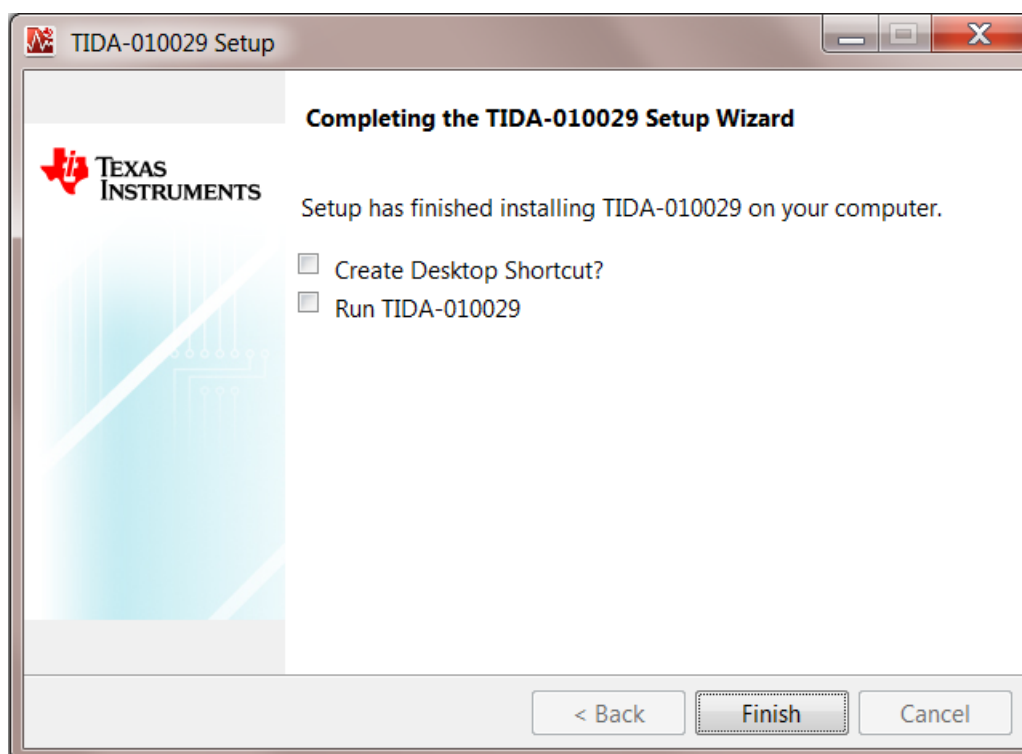 TIDA-010029 Setup
Completing the TIDA-010029 Setup Wizard
TEXAS
INSTRUMENTS
Setup has finished installing TIDA-010029 on your computer.
Create Desktop Shortcut?
Run TIDA-010029
< Back
Finish
Cancel